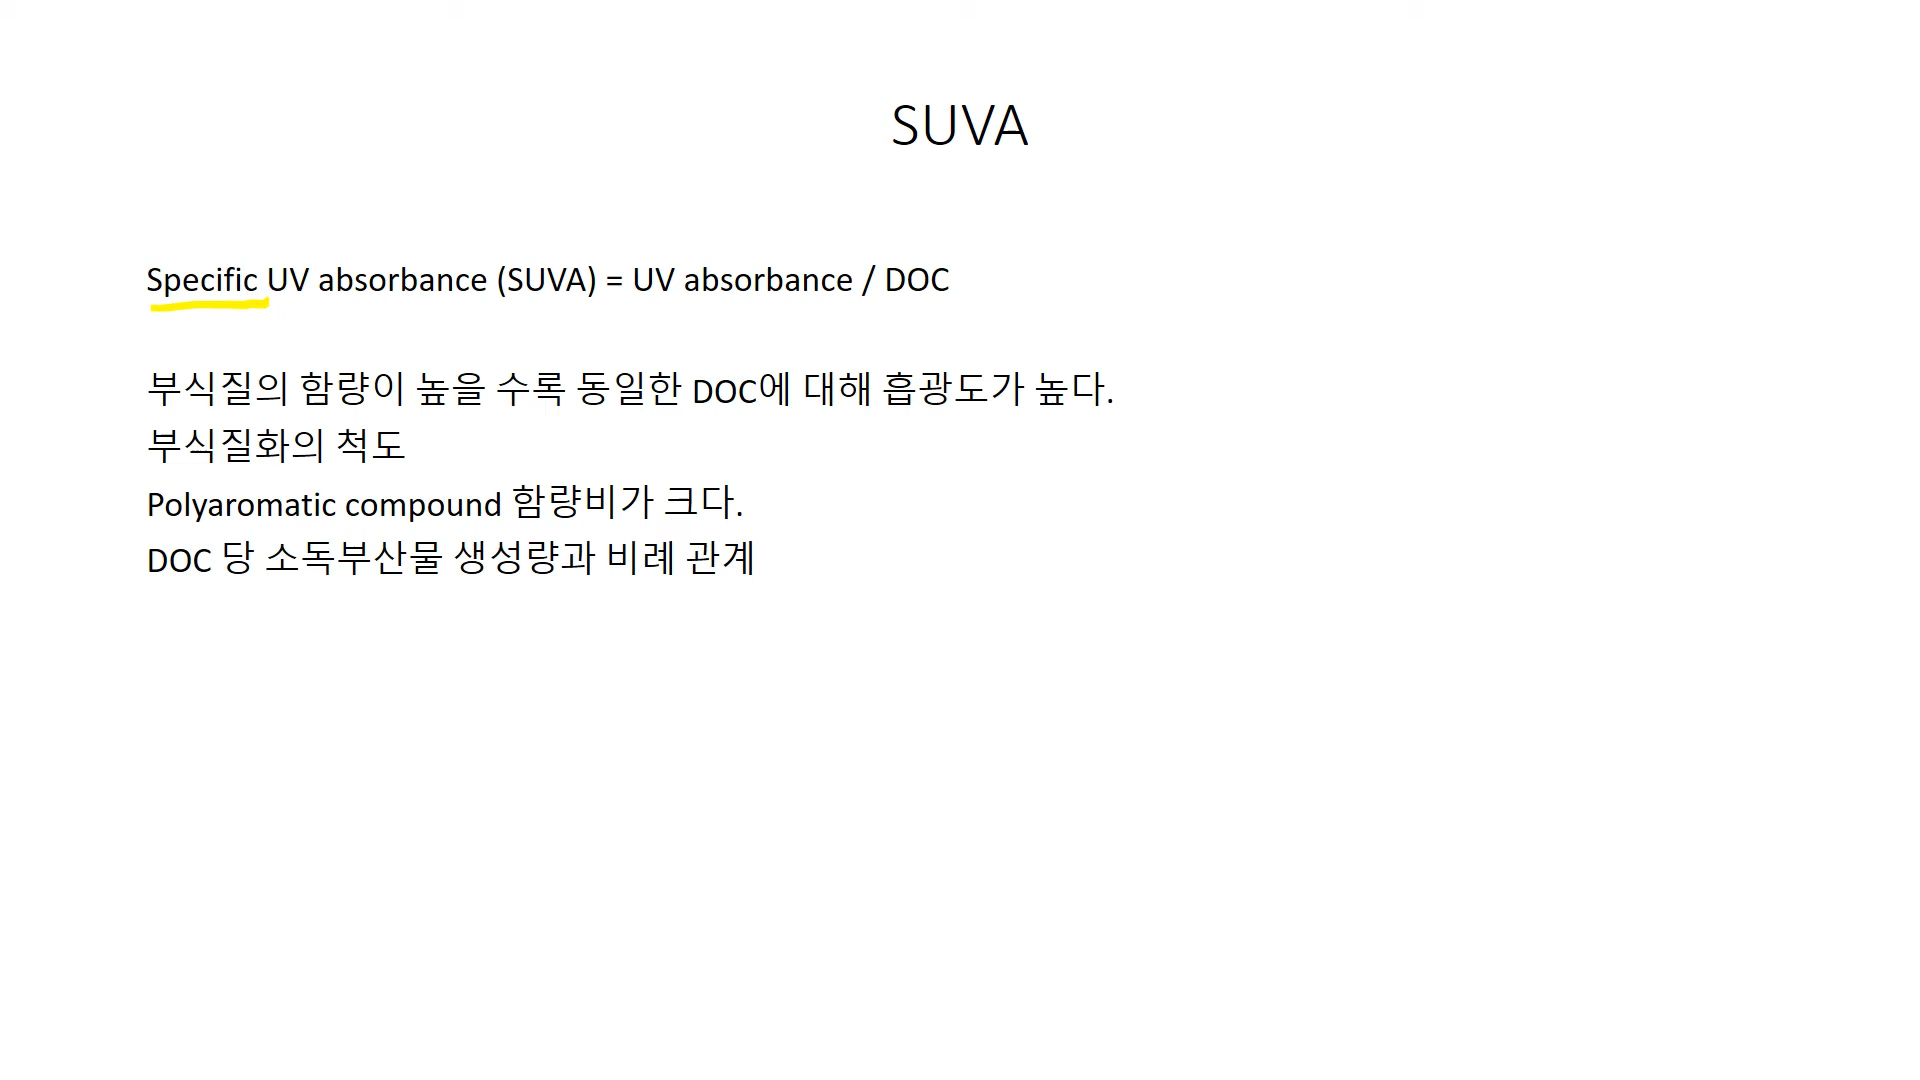 SUVA
Specific UV absorbance (SUVA) = UV absorbance / DOC
부식질의 함량이 높을 수록 동일한 DOC에 대해 흡광도가 높다.
부식질화의 척도
Polyaromatic compound 함량비가 크다.
DOC 당 소독부산물 생성량과 비례 관계